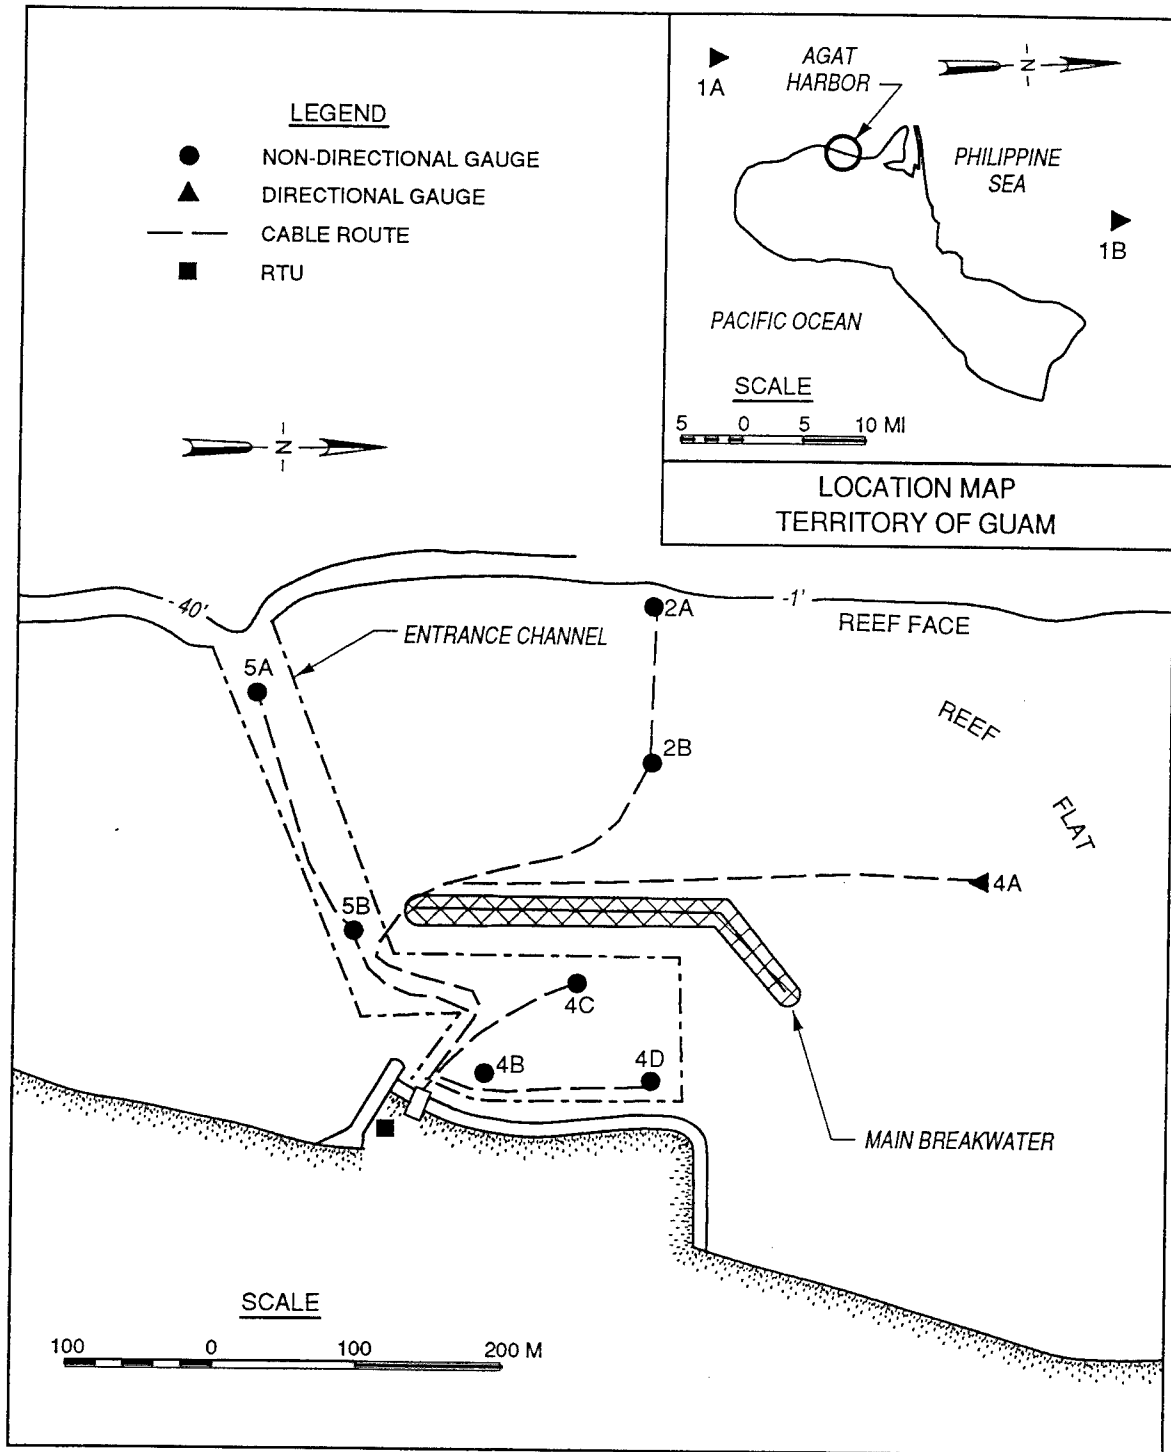 LEGEND
NON-DIRECTIONAL GAUGE
DIRECTIONAL GAUGE
CABLE ROUTE
RTU
N
1A
AGAT
HARBOR
N
PHILIPPINE
SEA
1B
PACIFIC OCEAN
SCALE
5 0 5 10 MI
LOCATION MAP
TERRITORY OF GUAM
-40'
-1'
2A
REEF FACE
ENTRANCE CHANNEL
5A
REEF
2B
FLAT
4A
5B
4C
4B
4D
MAIN BREAKWATER
RTU
SCALE
100 0 100 200 M